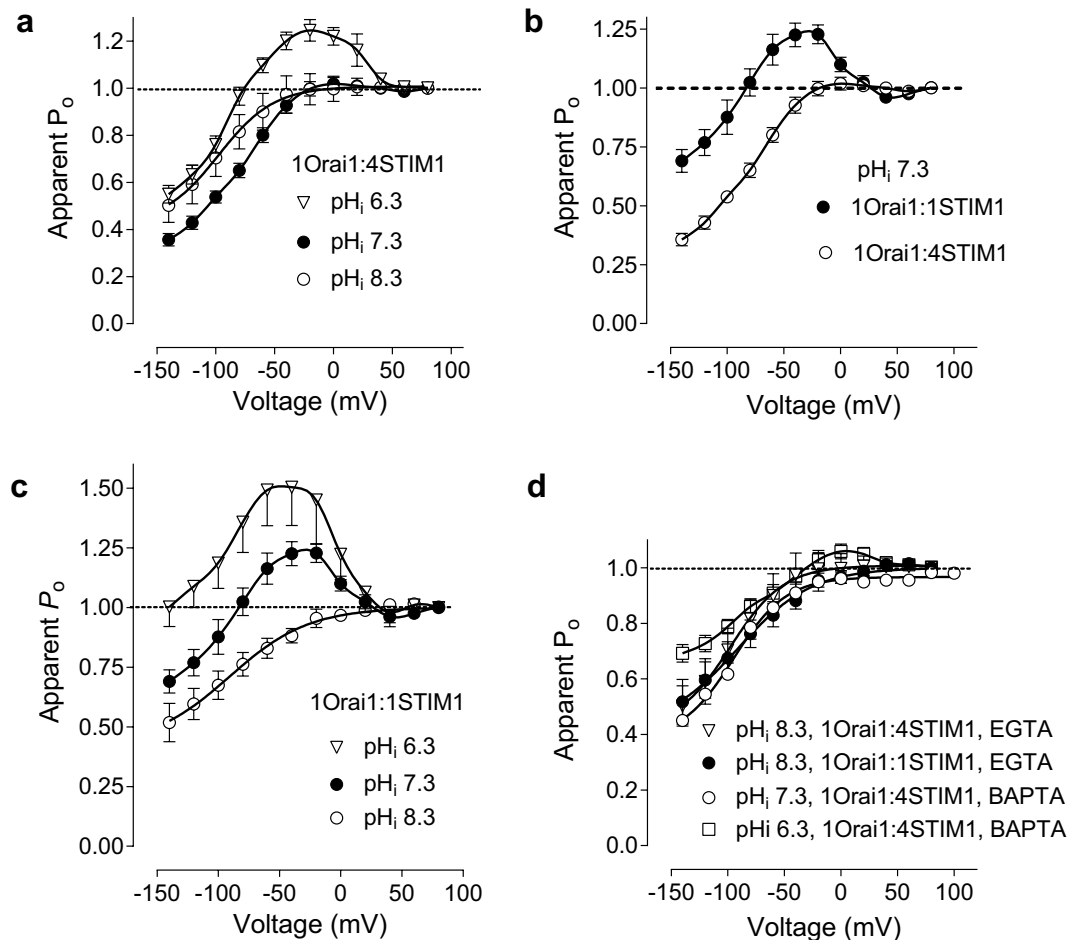 a
Apparent Po
1.2
1.0
0.8
0.6
0.4
0.2
0.0
1Orai1:4STIM1
pHi 6.3
pHi 7.3
pHi 8.3
-150 -100 -50 0 50 100
Voltage (mV)
b
Apparent Po
1.25
1.00
0.75
0.50
0.25
0.00
pHi 7.3
1Orai1:1STIM1
1Orai1:4STIM1
-150 -100 -50 0 50 100
Voltage (mV)
c
Apparent Po
1.50
1.25
1.00
0.75
0.50
0.25
0.00
1Orai1:1STIM1
pHi 6.3
pHi 7.3
pHi 8.3
-150 -100 -50 0 50 100
Voltage (mV)
d
Apparent Po
1.0
0.8
0.6
0.4
0.2
0.0
pHi 8.3, 1Orai1:4STIM1, EGTA
pHi 8.3, 1Orai1:1STIM1, EGTA
pHi 7.3, 1Orai1:4STIM1, BAPTA
pHi 6.3, 1Orai1:4STIM1, BAPTA
-150 -100 -50 0 50 100
Voltage (mV)